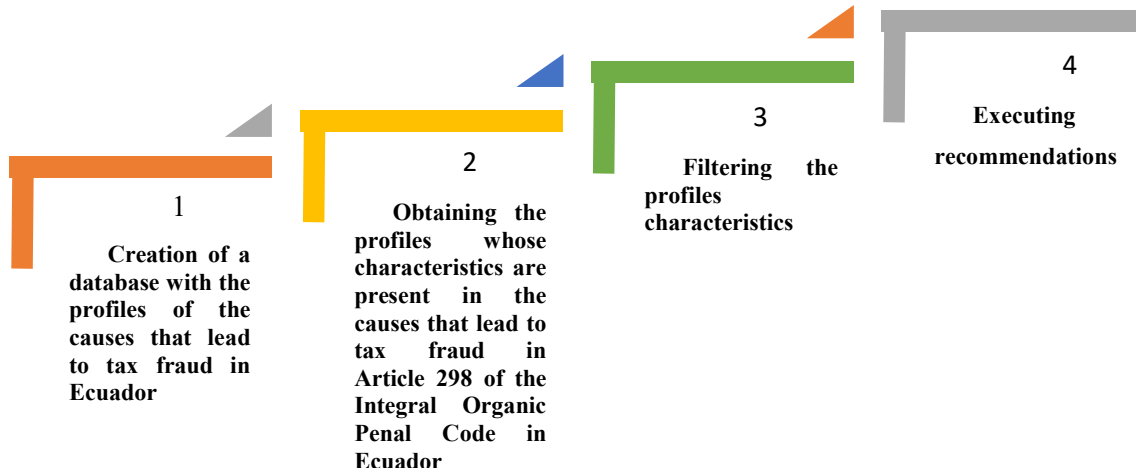 1
Creation of a
database with the
profiles of the
causes that lead
to tax fraud in
Ecuador
2
Obtaining the
profiles whose
characteristics are
present in the
causes that lead to
tax fraud in
Article 298 of the
Integral Organic
Penal Code in
Ecuador
3
Filtering the
profiles
characteristics
4
Executing
recommendations